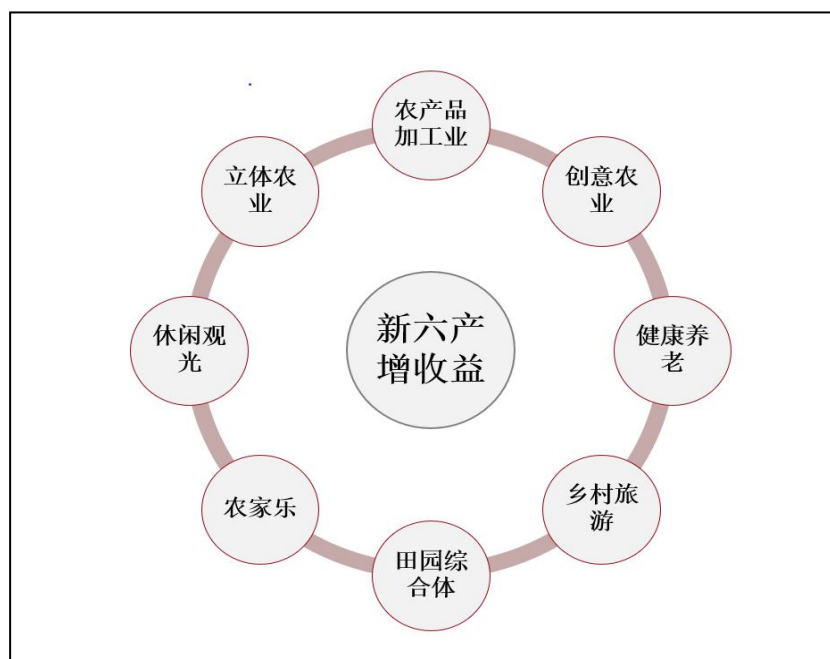 农产品
加工业
创意农
业
健康养
老
乡村旅
游
田园综
合体
农家乐
休闲观
光
立体农
业
新六产
增收益